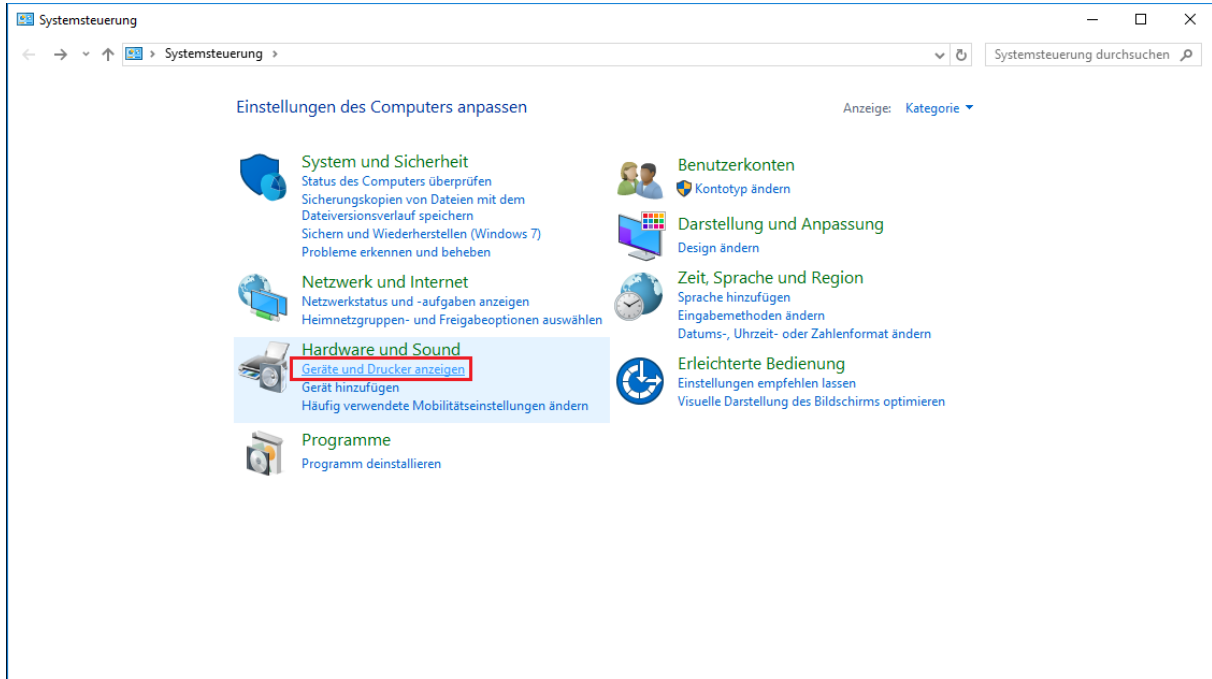 Systemsteuerung
Systemsteuerung
Systemsteuerung durchsuchen
Einstellungen des Computers anpassen
Anzeige: Kategorie
System und Sicherheit
Status des Computers überprüfen
Sicherungskopien von Dateien mit dem
Dateiversionsverlauf speichern
Sichern und Wiederherstellen (Windows 7)
Probleme erkennen und beheben
Netzwerk und Internet
Netzwerkstatus und -aufgaben anzeigen
Heimnetzgruppen- und Freigabeoptionen auswählen
Hardware und Sound
Geräte und Drucker anzeigen
Gerät hinzufügen
Häufig verwendete Mobilitätseinstellungen ändern
Programme
Programm deinstallieren
Benutzerkonten
Kontotyp ändern
Darstellung und Anpassung
Design ändern
Zeit, Sprache und Region
Sprache hinzufügen
Eingabemethoden ändern
Datums-, Uhrzeit- oder Zahlenformat ändern
Erleichterte Bedienung
Einstellungen empfehlen lassen
Visuelle Darstellung des Bildschirms optimieren